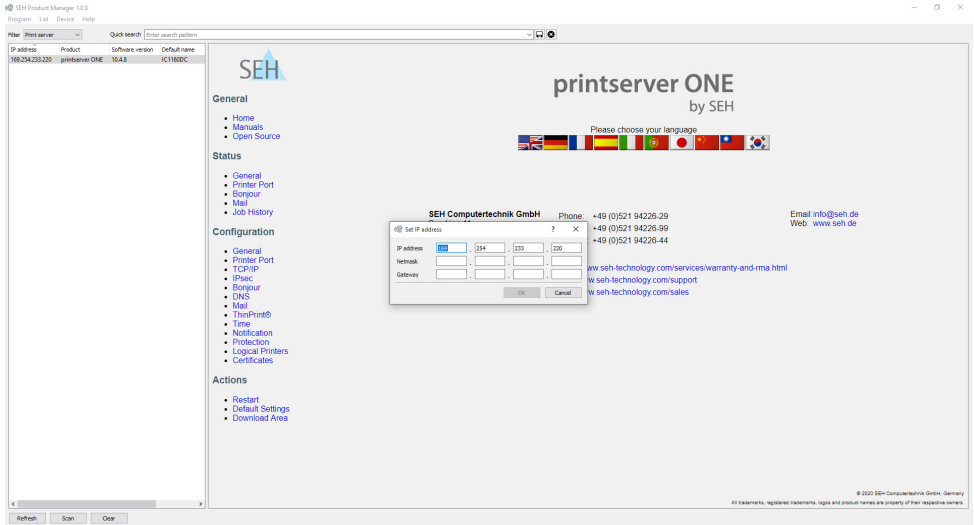 SEH Product Manager 1.0.9
Program List Device Help
Filter Print server Quick search Enter search pattern
IP address Product Software version Default name
169.254.233.220 printserver ONE 10.4.8 IC1160DC
SEH
printserver ONE
by SEH
Please choose your language
General
Home
Manuals
Open Source
Status
General
Printer Port
Bonjour
Mail
Job History
Configuration
General
Printer Port
TCP/IP
IPsec
Bonjour
DNS
Mail
ThinPrint®
Time
Notification
Protection
Logical Printers
Certificates
Actions
Restart
Default Settings
Download Area
SEH Computertechnik GmbH
Phone: +49 (0)521 94226-29
+49 (0)521 94226-99
+49 (0)521 94226-44
Email:info@seh.de
Web: www.seh.de
Set IP address ? X
IP address 169 . 254 . 233 . 220
Netmask . . .
Gateway . . .
OK Cancel
ww.seh-technology.com/services/warranty-and-rma.html
w.seh-technology.com/support
w.seh-technology.com/sales
© 2020 SEH Computertechnik GmbH, Germany
All trademarks, registered trademarks, logos and product names are property of their respective owners.
Refresh Scan Clear